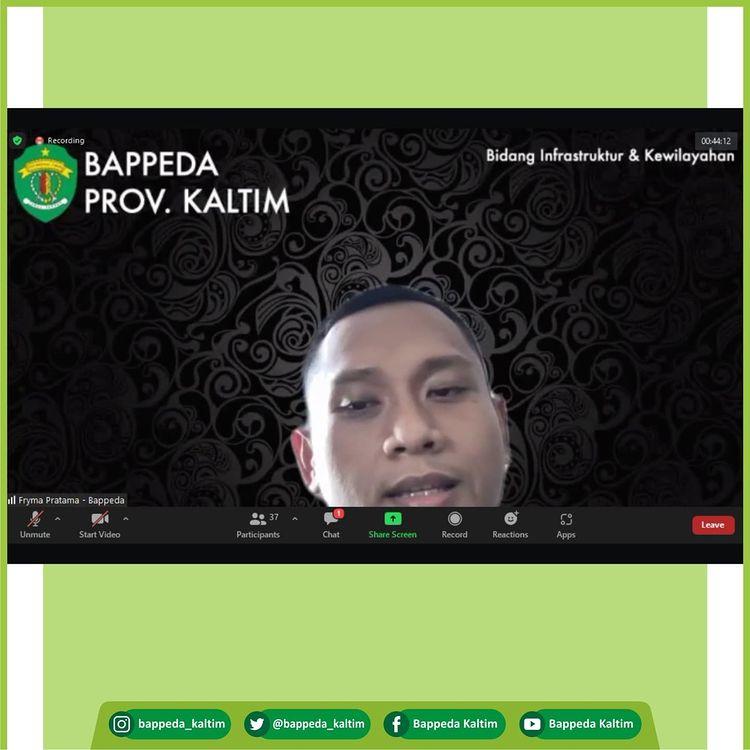 Recording
00:44:12
BAPPEDA
PROV. KALTIM
Bidang Infrastruktur & Kewilayahan
Fryma Pratama - Bappeda
37
1
Unmute
Start Video
Participants
Chat
Share Screen
Record
Reactions
Apps
Leave
bappeda_kaltim
@bappeda_kaltim
Bappeda Kaltim
Bappeda Kaltim